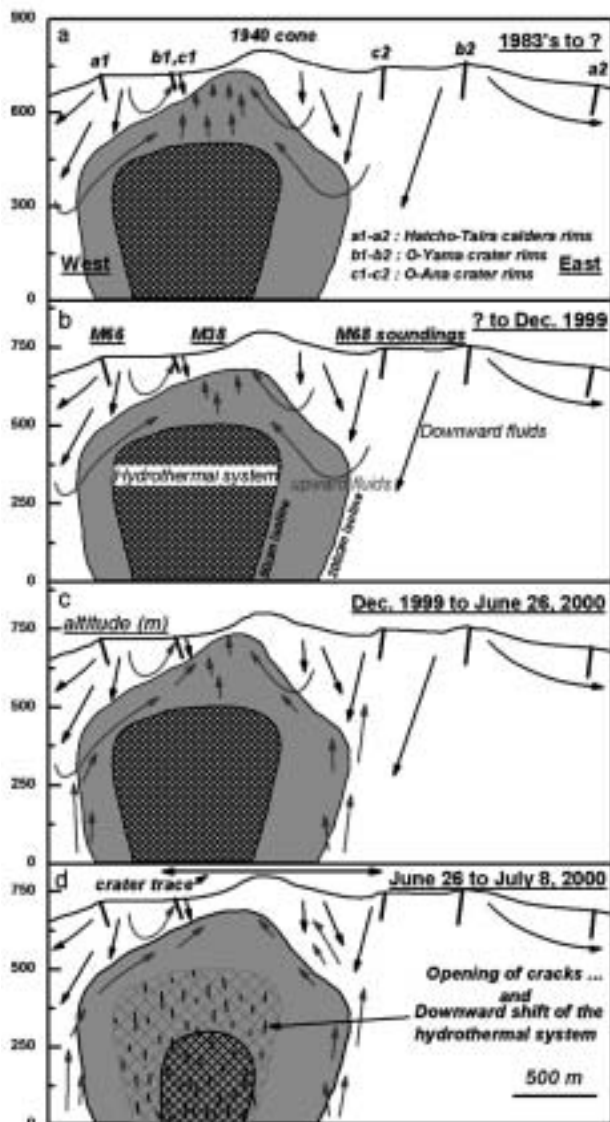 900
a
1940 cone
1983's to ?
a1
b1,c1
c2
b2
a2
600
300
a1-a2 : Hatcho-Taira caldera rims
b1-b2 : O-Yama crater rims
c1-c2 : O-Ana crater rims
West
East
0
b
? to Dec. 1999
750
M66
M38
M68 soundings
500
Downward fluids
Hydrothermal system
upward fluids
250
isoline
isoline
0
c
Dec. 1999 to June 26, 2000
altitude (m)
750
500
250
0
d
June 26 to July 8, 2000
crater trace
750
500
Opening of cracks ...
and
Downward shift of the
hydrothermal system
250
500 m
0